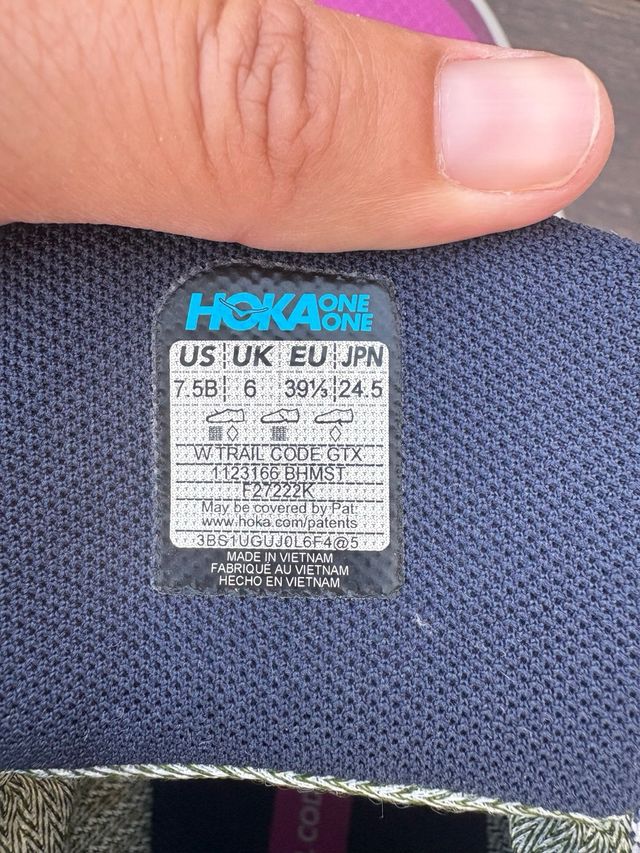 HOKA ONE ONE
US UK EU JPN
7.5B 6 39⅓ 24.5
W TRAIL CODE GTX
1123166 BHMST
F27222K
May be covered by Pat:
www.hoka.com/patents
3BS1UGUJ0L6F4@5
MADE IN VIETNAM
FABRIQUÉ AU VIETNAM
HECHO EN VIETNAM